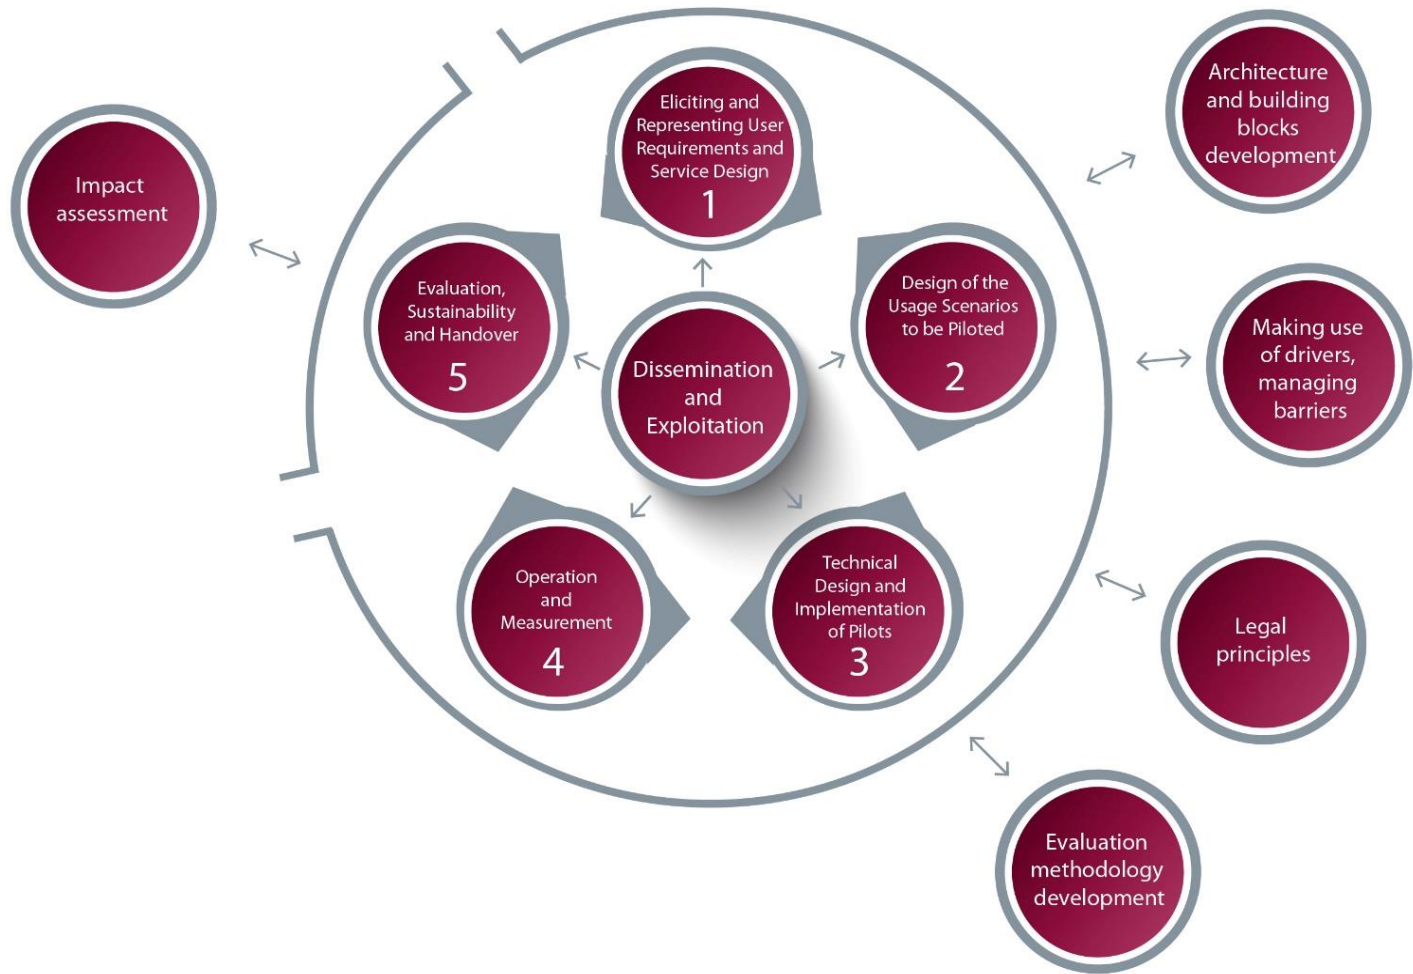 Eliciting and
Representing User
Requirements and
Service Design
1
Architecture
and building
blocks
development
Impact
assessment
Evaluation,
Sustainability
and Handover
5
Design of the
Usage Scenarios
to be Piloted
2
Making use
of drivers,
managing
barriers
Dissemination
and
Exploitation
Operation
and
Measurement
4
Technical
Design and
Implementation
of Pilots
3
Legal
principles
Evaluation
methodology
development